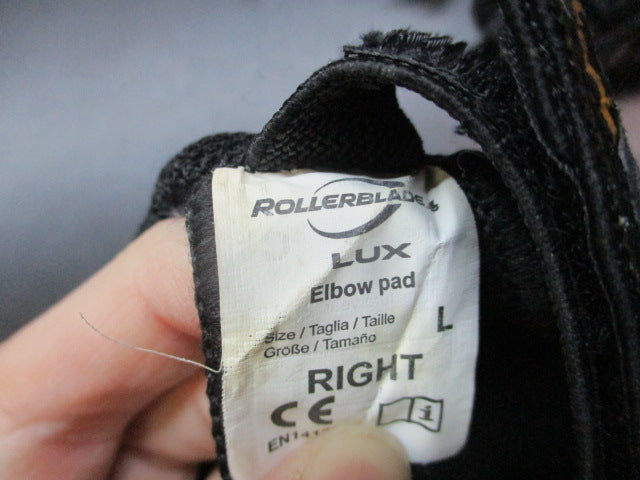 ROLLERBLADE
LUX
Elbow pad
Size / Taglia / Taille
Größe / Tamaño
L
RIGHT
CE
i